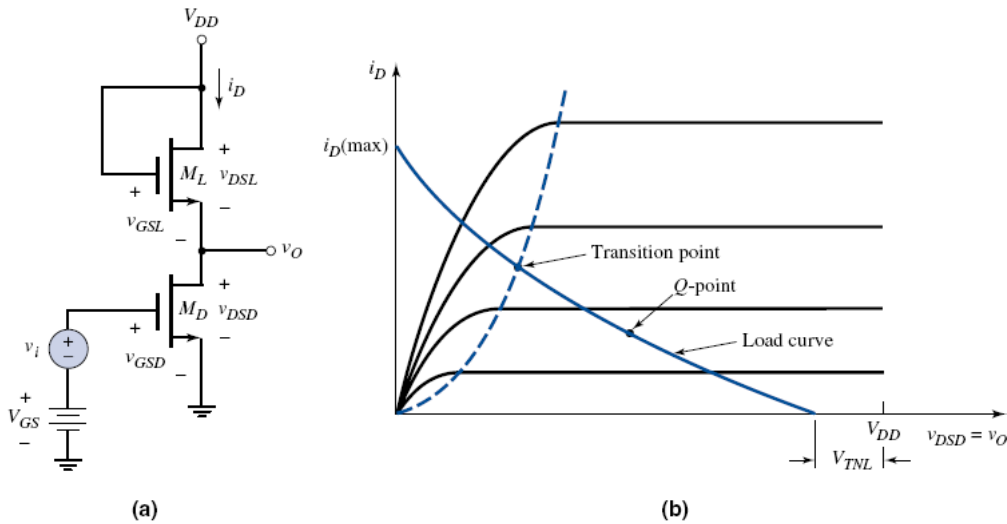 V_DD
i_D
+
M_L
v_DSL
+
v_GSL
−
−
v_O
+
M_D
v_DSD
+
v_GSD
−
−
v_i
+
−
+
V_GS
−
(a)
i_D
i_D(max)
Transition point
Q-point
Load curve
V_DD
v_DSD = v_O
V_TNL
(b)